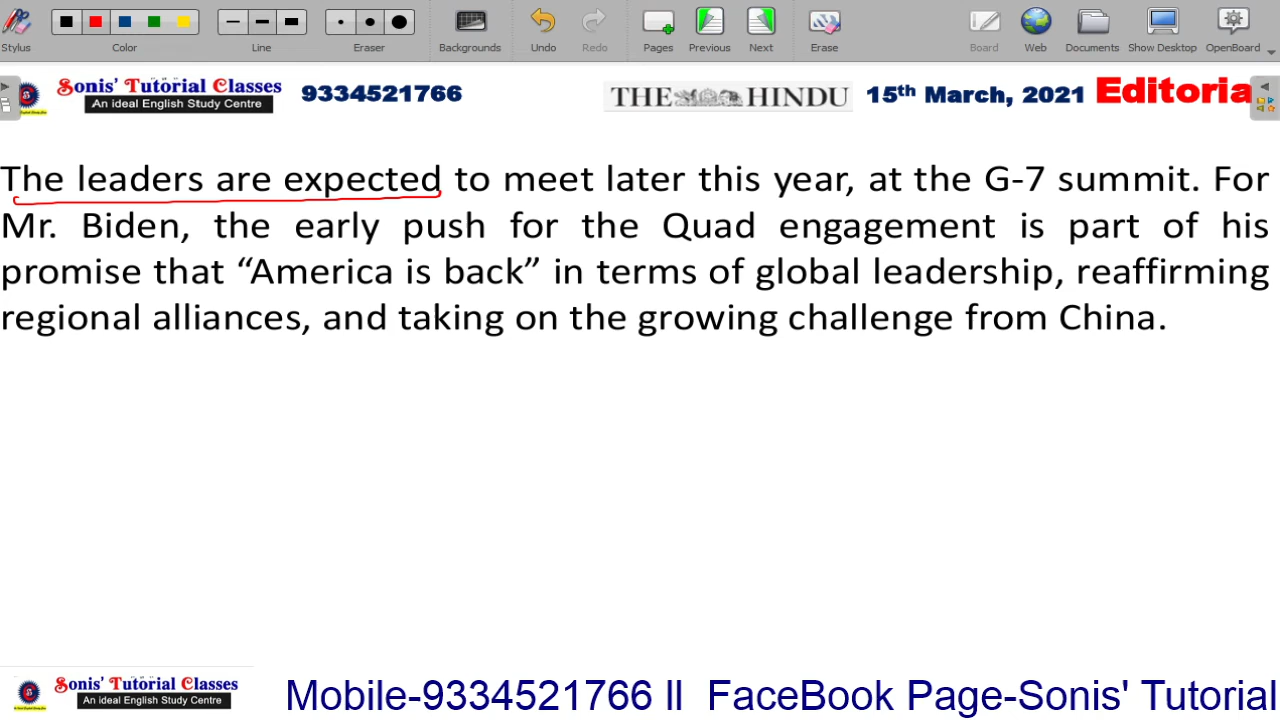 Stylus Color Line Eraser Backgrounds Undo Redo Pages Previous Next Erase Board Web Documents Show Desktop OpenBoard
Sonis' Tutorial Classes
An ideal English Study Centre
9334521766
THE HINDU
15th March, 2021 Editoria
The leaders are expected to meet later this year, at the G-7 summit. For
Mr. Biden, the early push for the Quad engagement is part of his
promise that “America is back” in terms of global leadership, reaffirming
regional alliances, and taking on the growing challenge from China.
Sonis' Tutorial Classes
An ideal English Study Centre
Mobile-9334521766 ll FaceBook Page-Sonis' Tutorial